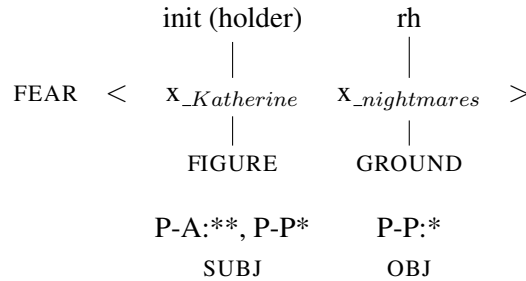 init (holder) rh
FEAR < x_Katherine x_nightmares >
FIGURE GROUND
P-A:**, P-P* P-P:*
SUBJ OBJ